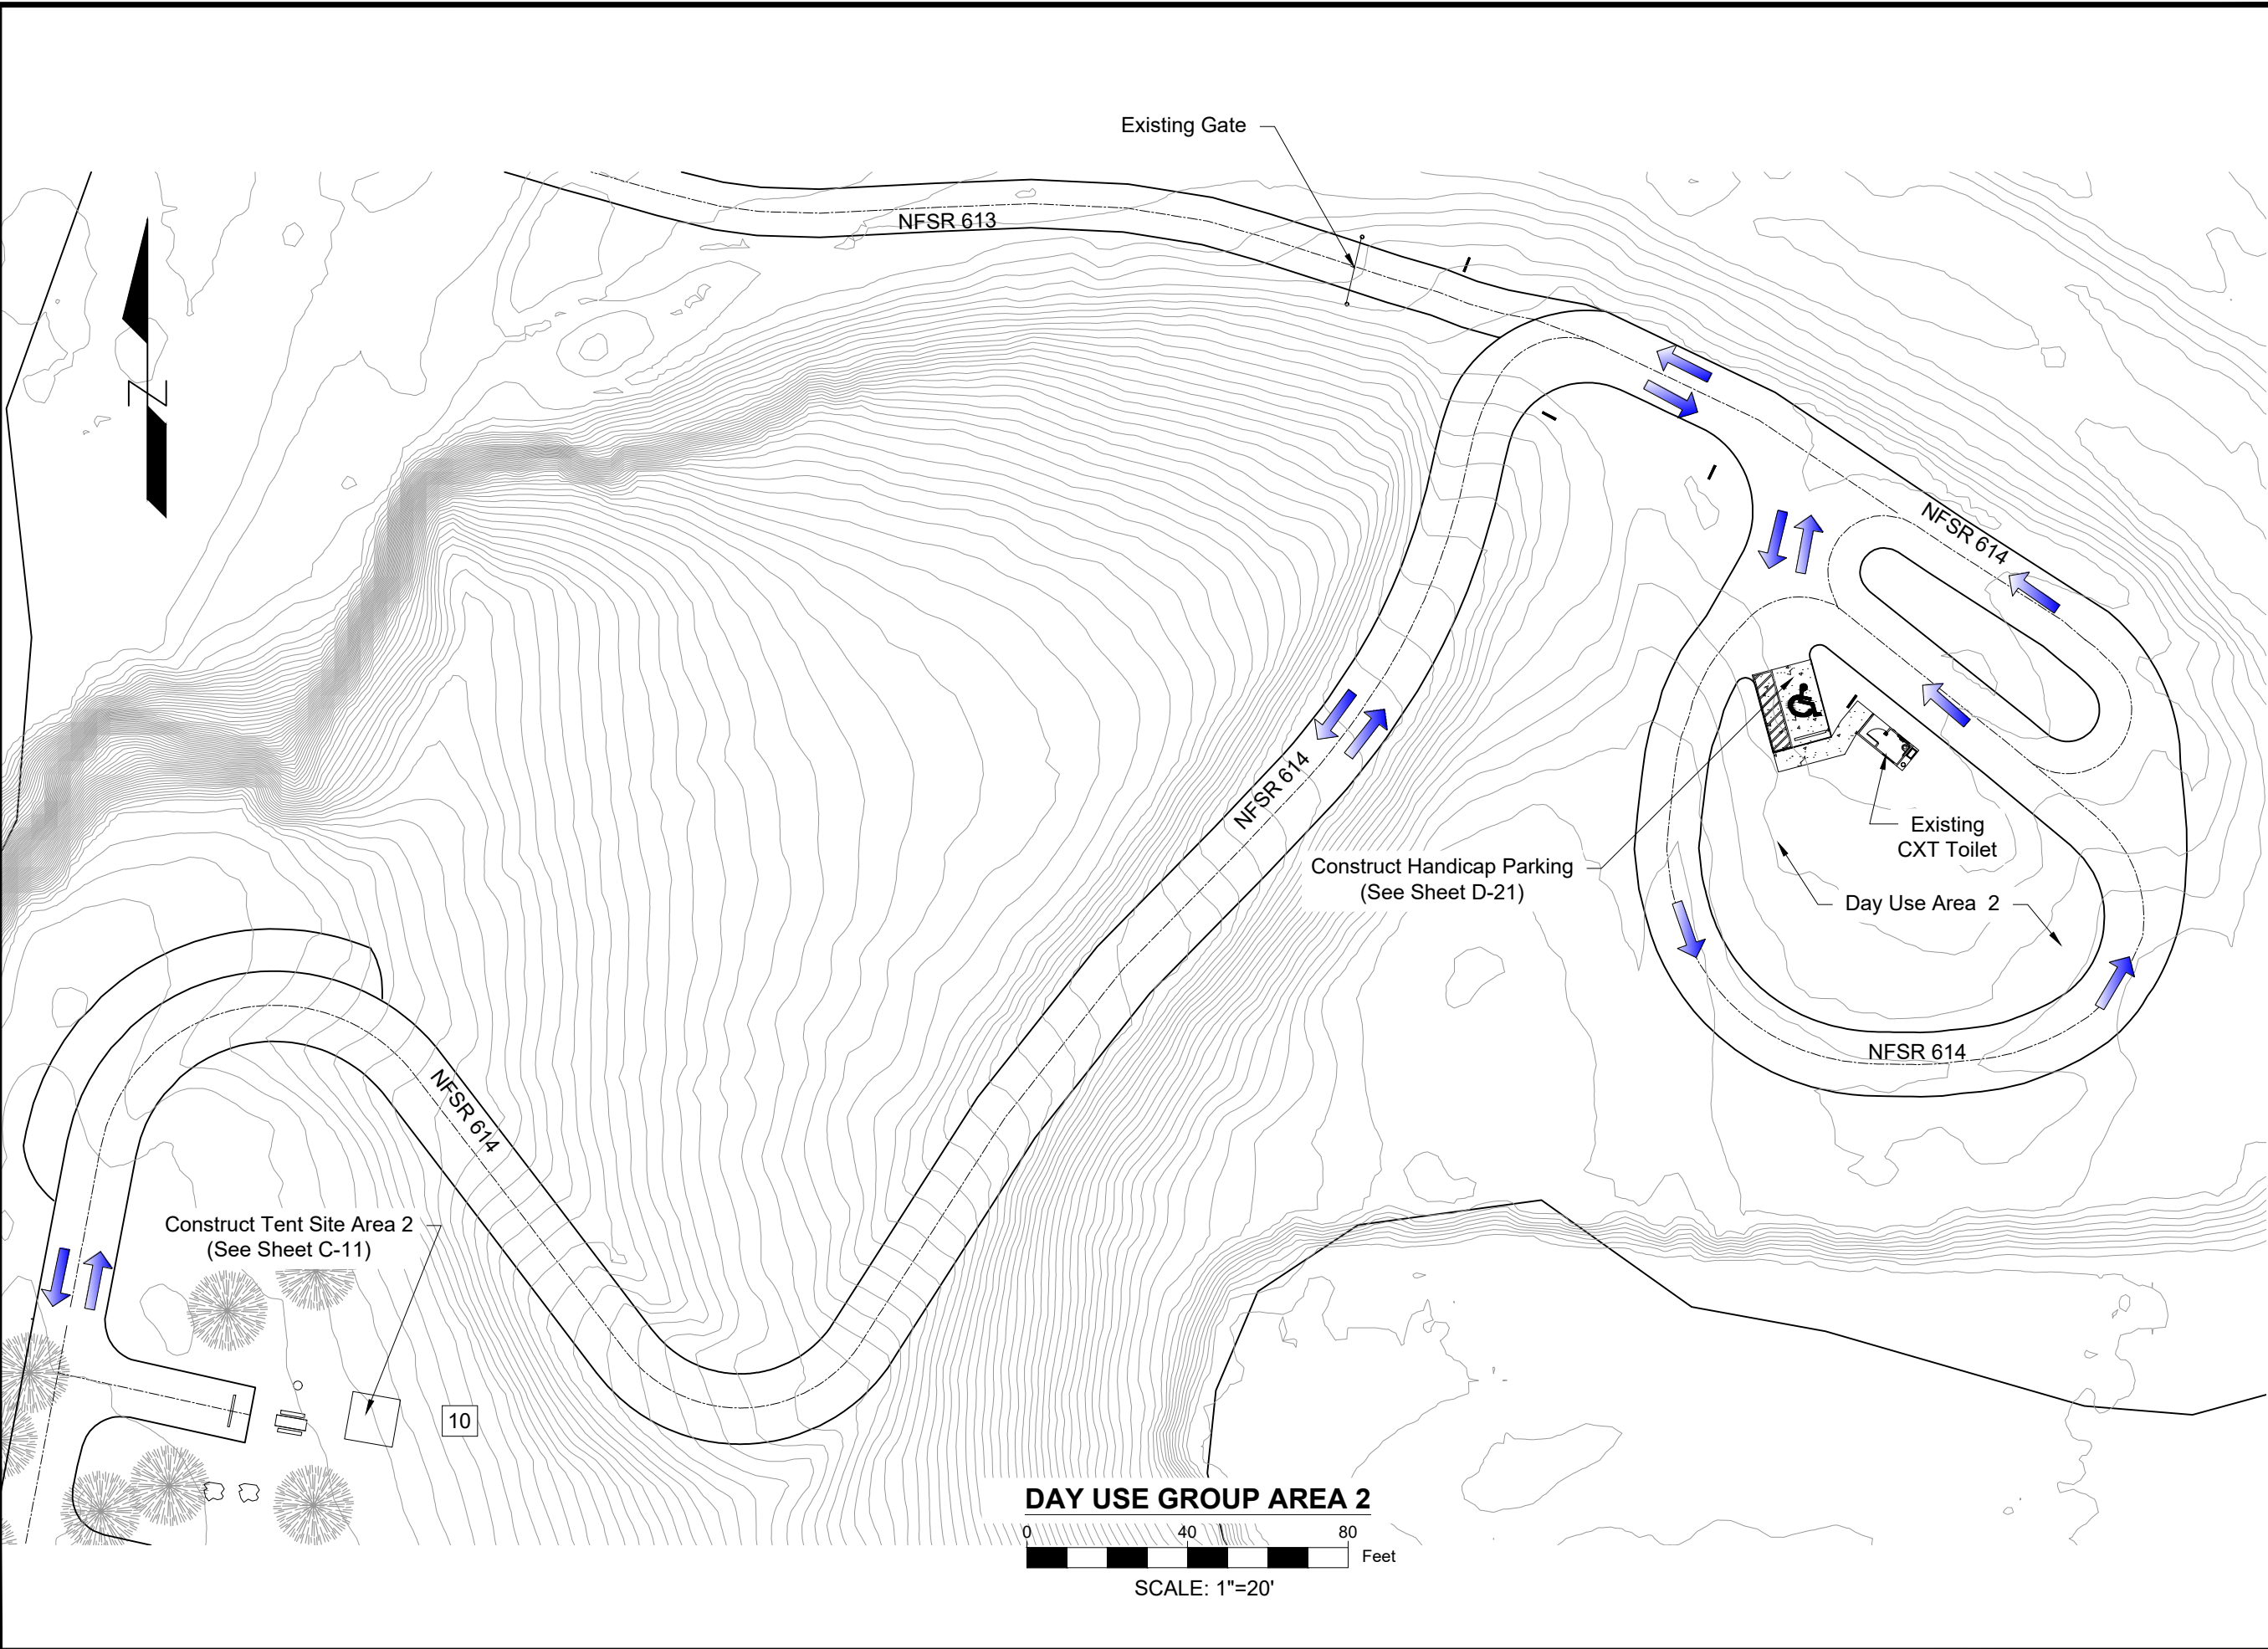 Existing Gate
NFSR 613
N
NFSR 614
NFSR 614
Existing
CXT Toilet
Construct Handicap Parking
(See Sheet D-21)
Day Use Area 2
NFSR 614
NFSR 614
Construct Tent Site Area 2
(See Sheet C-11)
10
DAY USE GROUP AREA 2
0 40 80
Feet
SCALE: 1"=20'